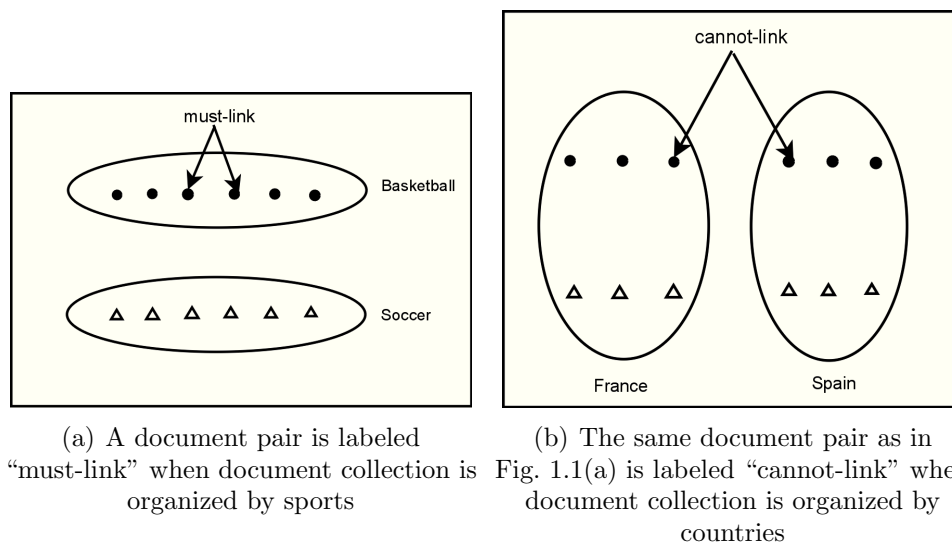 must-link
Basketball
Soccer
(a) A document pair is labeled
“must-link” when document collection is
organized by sports
cannot-link
France
Spain
(b) The same document pair as in
Fig. 1.1(a) is labeled “cannot-link” whe
document collection is organized by
countries